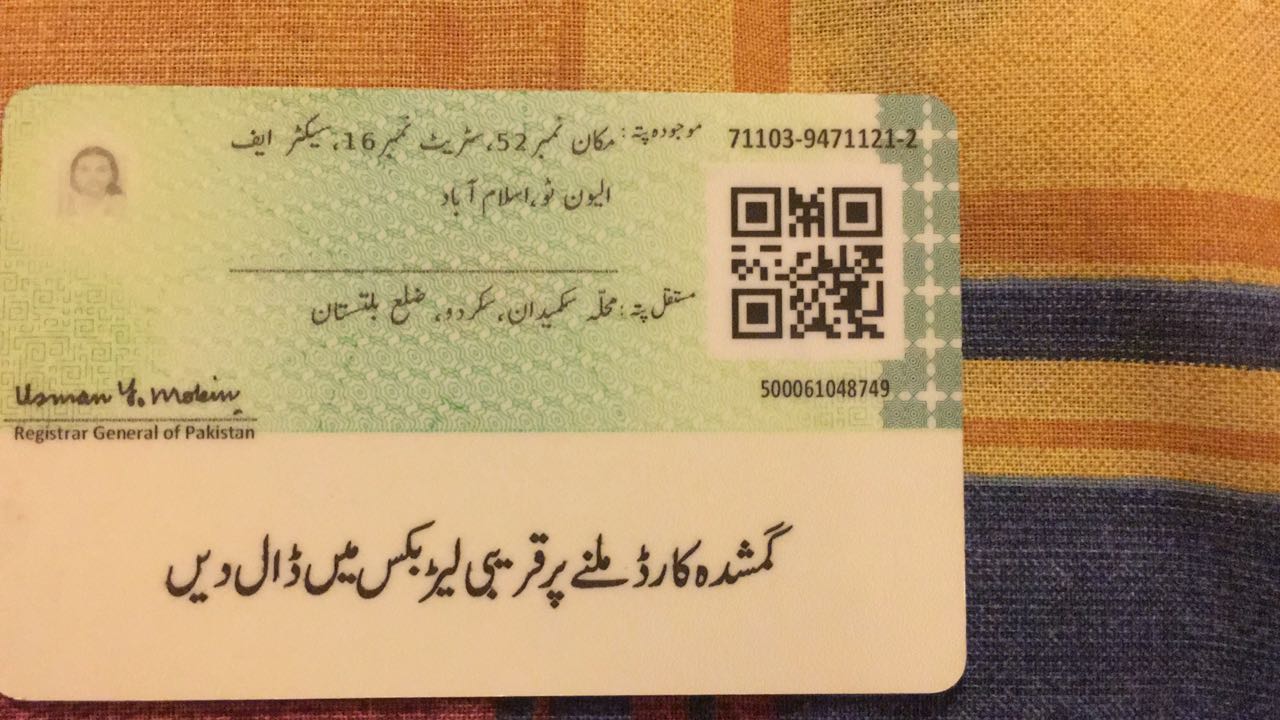 71103-9471121-2
موجودہ پتہ: مکان نمبر 52، سٹریٹ نمبر 16، سیکٹر ایف
الیون ٹو، اسلام آباد
مستقل پتہ: محلّہ سکمیدان، سکردو، ضلع بلتستان
500061048749
Usman Y. Mobin
Registrar General of Pakistan
گمشدہ کارڈ ملنے پر قریبی لیٹر بکس میں ڈال دیں